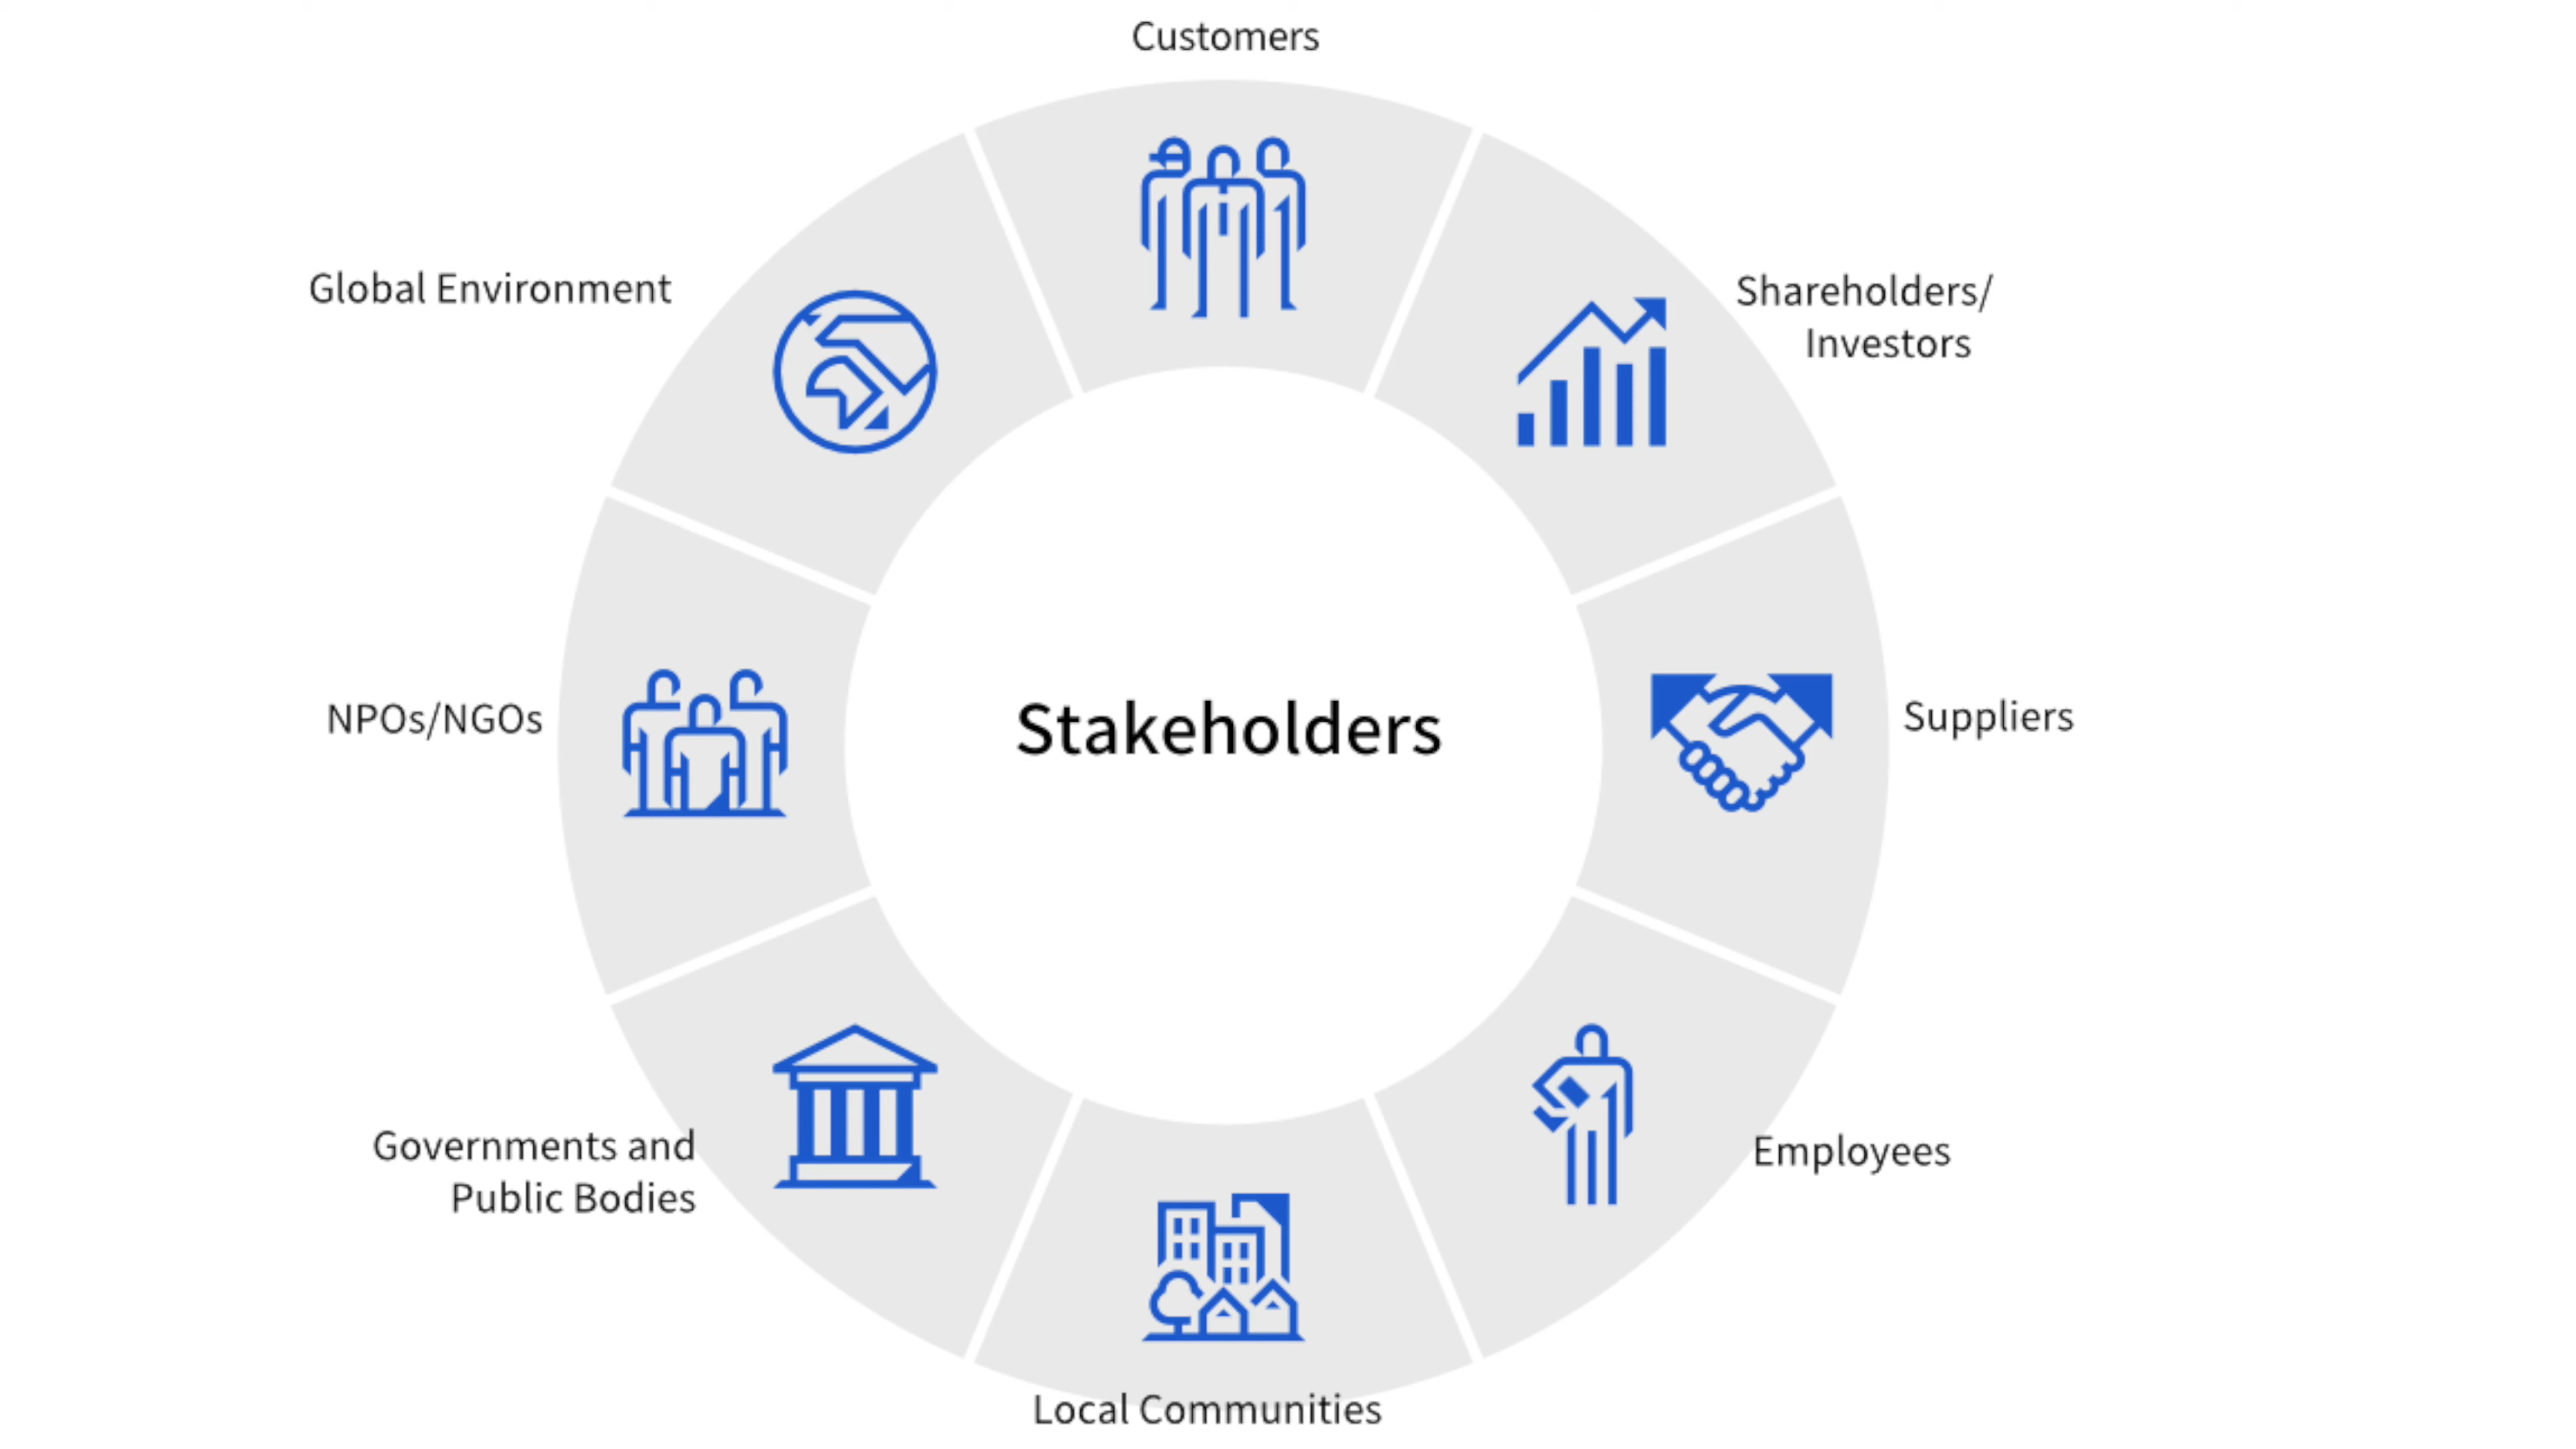 Customers
Global Environment
Shareholders/
Investors
NPOs/NGOs
Stakeholders
Suppliers
Governments and
Public Bodies
Employees
Local Communities